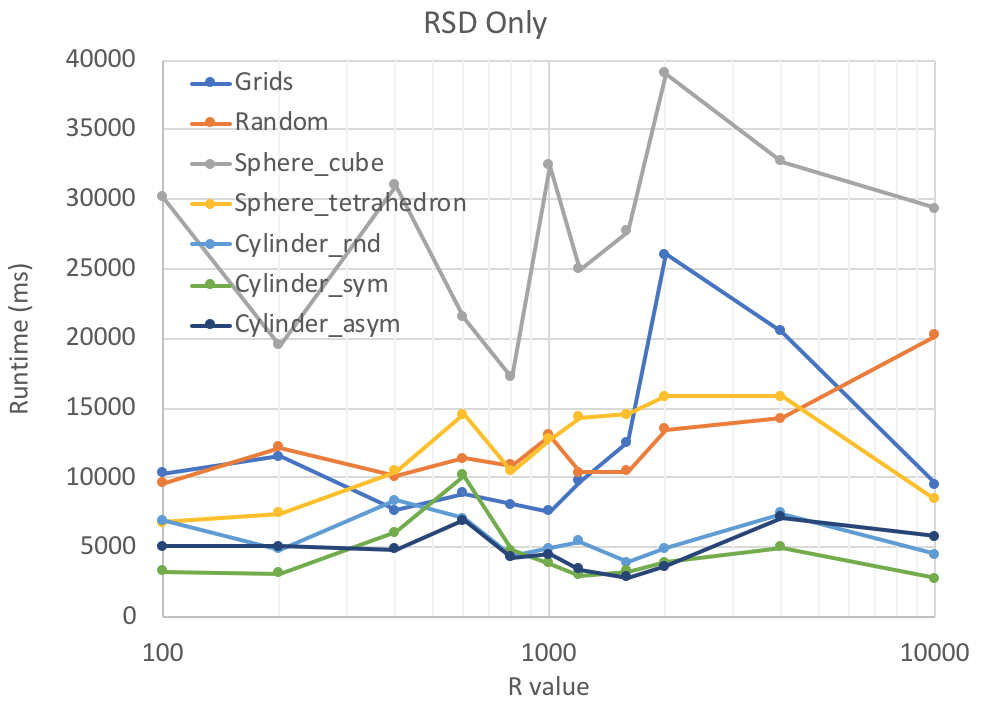 RSD Only
40000
35000
30000
25000
20000
15000
10000
5000
0
Runtime (ms)
Grids
Random
Sphere_cube
Sphere_tetrahedron
Cylinder_rnd
Cylinder_sym
Cylinder_asym
100
1000
10000
R value